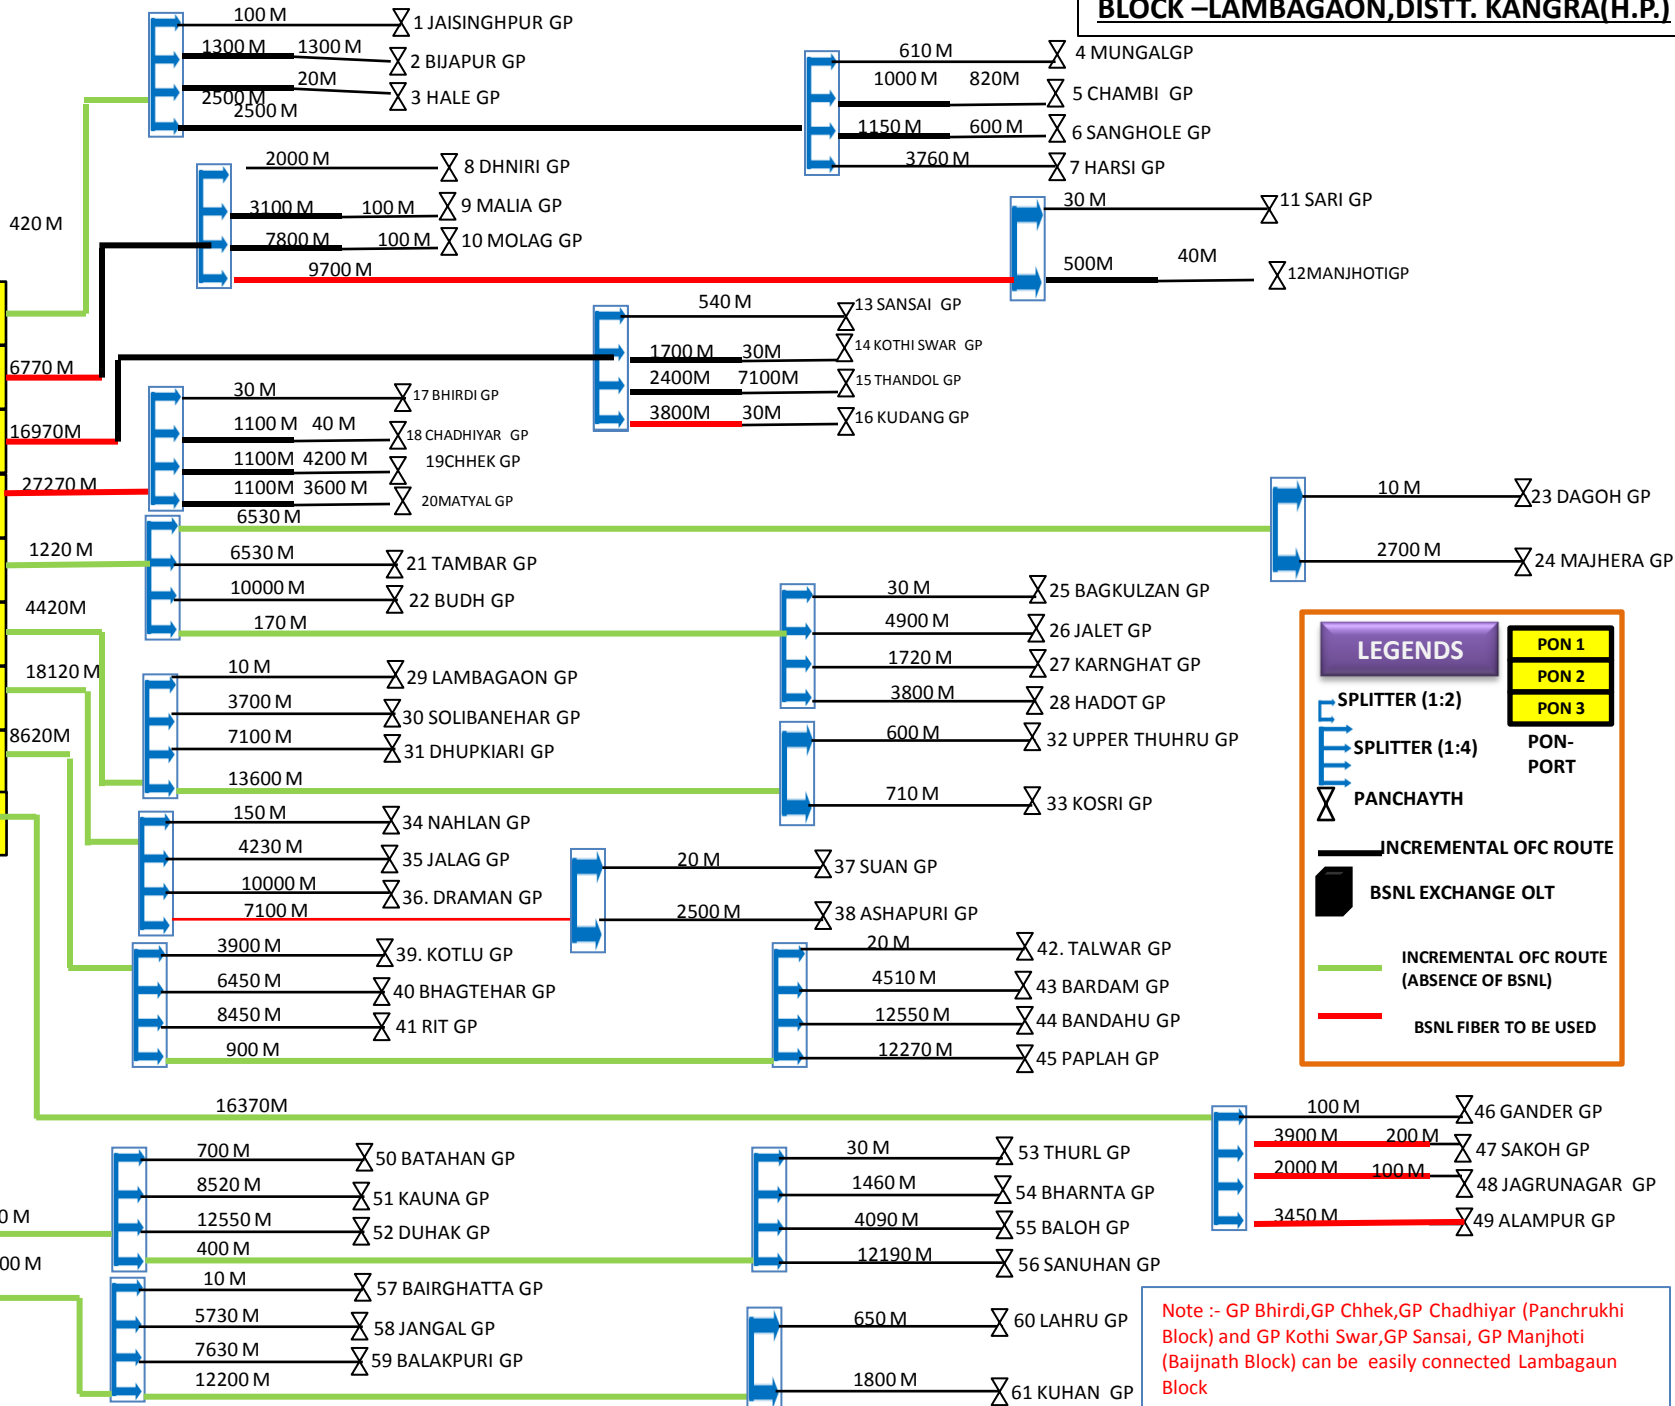 BLOCK –LAMBAGAON,DISTT. KANGRA(H.P.)
100 M
1 JAISINGHPUR GP
1300 M 1300 M
2 BIJAPUR GP
20M
2500 M
3 HALE GP
2500 M
610 M
4 MUNGALGP
1000 M 820M
5 CHAMBI GP
1150 M 600 M
6 SANGHOLE GP
3760 M
7 HARSI GP
420 M
2000 M
8 DHNIRI GP
3100 M 100 M
9 MALIA GP
7800 M 100 M
10 MOLAG GP
9700 M
30 M
11 SARI GP
500M 40M
12MANJHOTIGP
6770 M
540 M
13 SANSAI GP
1700 M 30M
14 KOTHI SWAR GP
2400M 7100M
15 THANDOL GP
3800M 30M
16 KUDANG GP
16970M
30 M
17 BHIRDI GP
1100 M 40 M
18 CHADHIYAR GP
1100M 4200 M
19CHHEK GP
1100M 3600 M
20MATYAL GP
27270 M
6530 M
10 M
23 DAGOH GP
2700 M
24 MAJHERA GP
1220 M
6530 M
21 TAMBAR GP
10000 M
22 BUDH GP
170 M
30 M
25 BAGKULZAN GP
4900 M
26 JALET GP
1720 M
27 KARNGHAT GP
3800 M
28 HADOT GP
4420M
10 M
29 LAMBAGAON GP
3700 M
30 SOLIBANEHAR GP
7100 M
31 DHUPKIARI GP
13600 M
600 M
32 UPPER THUHRU GP
710 M
33 KOSRI GP
18120 M
150 M
34 NAHLAN GP
4230 M
35 JALAG GP
10000 M
36. DRAMAN GP
7100 M
20 M
37 SUAN GP
2500 M
38 ASHAPURI GP
8620M
3900 M
39. KOTLU GP
6450 M
40 BHAGTEHAR GP
8450 M
41 RIT GP
900 M
20 M
42. TALWAR GP
4510 M
43 BARDAM GP
12550 M
44 BANDAHU GP
12270 M
45 PAPLAH GP
LEGENDS
PON 1
PON 2
PON 3
PON-
PORT
SPLITTER (1:2)
SPLITTER (1:4)
PANCHAYTH
INCREMENTAL OFC ROUTE
BSNL EXCHANGE OLT
INCREMENTAL OFC ROUTE
(ABSENCE OF BSNL)
BSNL FIBER TO BE USED
16370M
100 M
46 GANDER GP
3900 M 200 M
47 SAKOH GP
2000 M 100 M
48 JAGRUNAGAR GP
3450 M
49 ALAMPUR GP
0 M
700 M
50 BATAHAN GP
8520 M
51 KAUNA GP
12550 M
52 DUHAK GP
400 M
30 M
53 THURL GP
1460 M
54 BHARNTA GP
4090 M
55 BALOH GP
12190 M
56 SANUHAN GP
00 M
10 M
57 BAIRGHATTA GP
5730 M
58 JANGAL GP
7630 M
59 BALAKPURI GP
12200 M
650 M
60 LAHRU GP
1800 M
61 KUHAN GP
Note :- GP Bhirdi,GP Chhek,GP Chadhiyar (Panchrukhi
Block) and GP Kothi Swar,GP Sansai, GP Manjhoti
(Baijnath Block) can be easily connected Lambagaun
Block